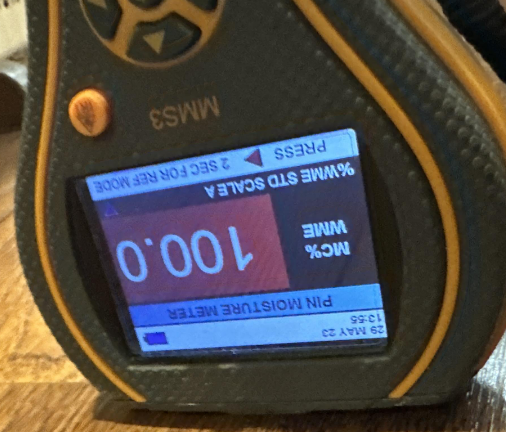 29 MAY 23
13:55
PIN MOISTURE METER
MC%
WME
100.0
%WME STD SCALE A
PRESS 2 SEC FOR REF MODE
MMS3